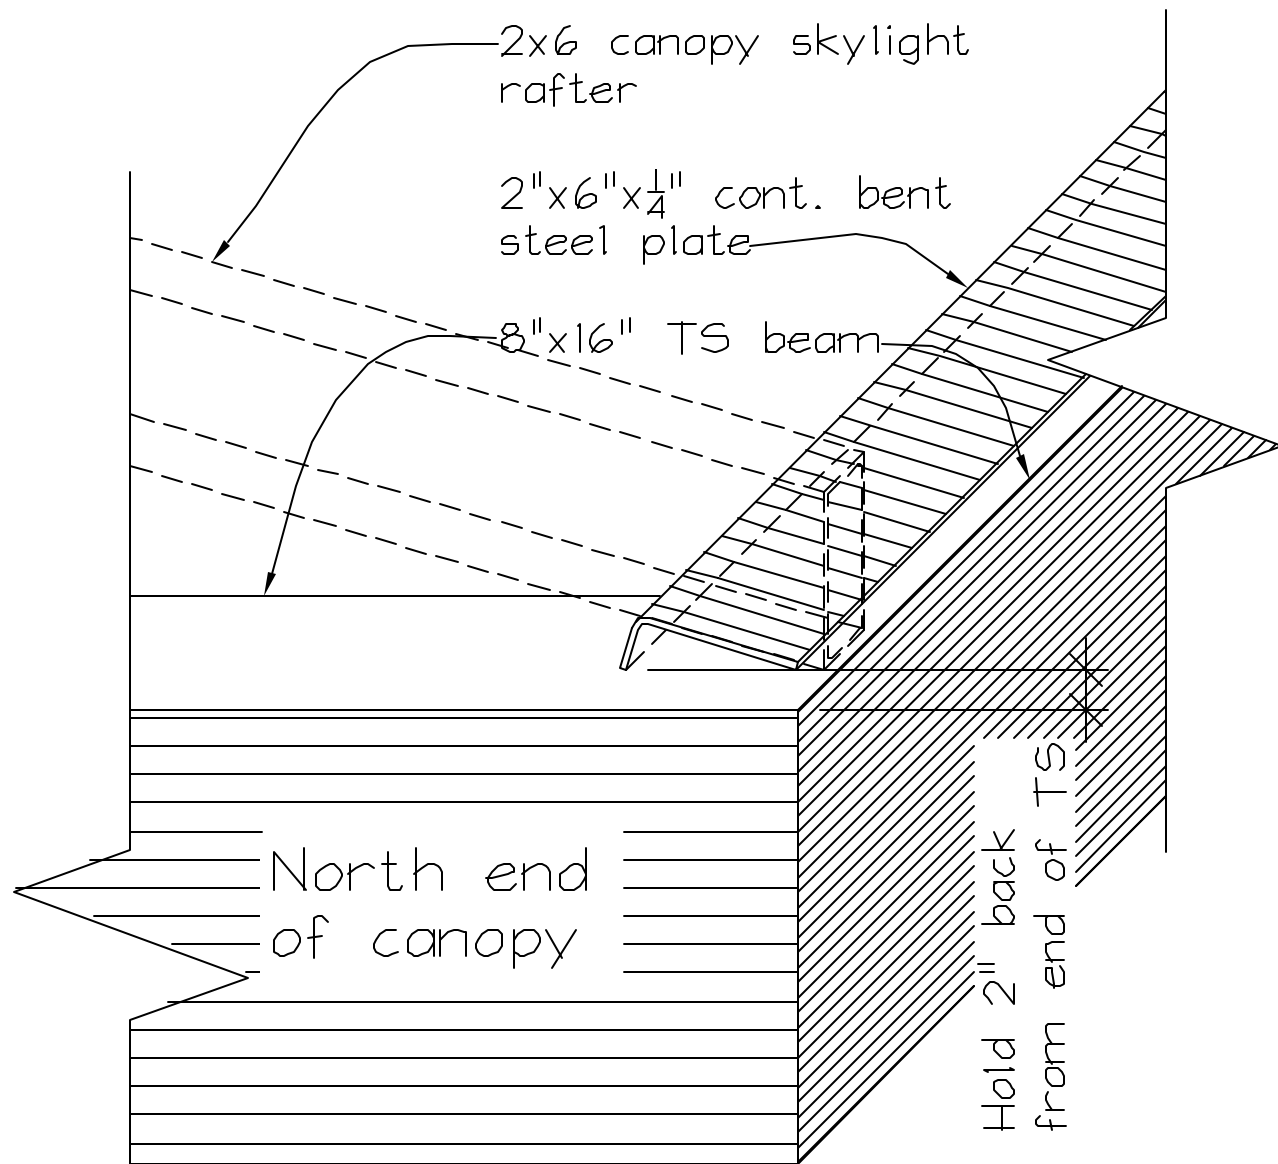 2x6 canopy skylight
rafter
2"x6"x1/4" cont. bent
steel plate
8"x16" TS beam
North end
of canopy
Hold 2" back
from end of TS